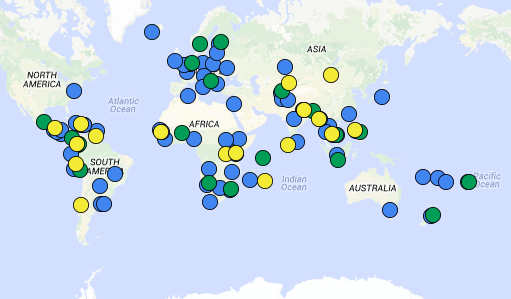 ASIA
NORTH
AMERICA
Atlantic
Ocean
AFRICA
SOUTH
AMERICA
Indian
Ocean
AUSTRALIA
Pacific
Ocean